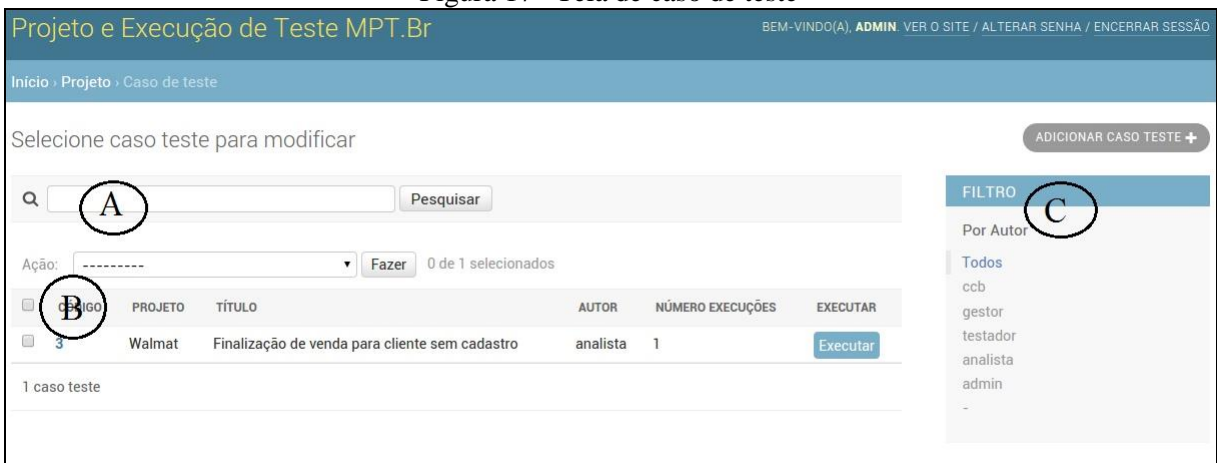 Projeto e Execução de Teste MPT.Br
BEM-VINDO(A), ADMIN. VER O SITE / ALTERAR SENHA / ENCERRAR SESSÃO
Início › Projeto › Caso de teste
Selecione caso teste para modificar
ADICIONAR CASO TESTE +
A
Pesquisar
FILTRO
C
Por Autor
Ação: --------- Fazer 0 de 1 selecionados
Todos
ccb
gestor
testador
analista
admin
-
B
PROJETO TÍTULO AUTOR NÚMERO EXECUÇÕES EXECUTAR
3 Walmat Finalização de venda para cliente sem cadastro analista 1 Executar
1 caso teste